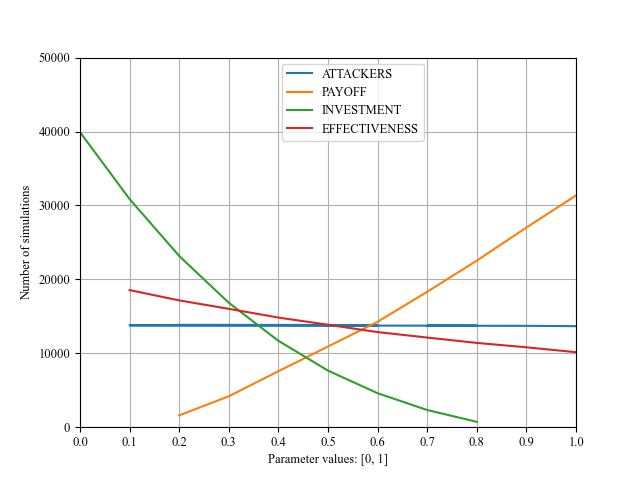 50000
40000
30000
20000
10000
0
Number of simulations
ATTACKERS
PAYOFF
INVESTMENT
EFFECTIVENESS
0.0 0.1 0.2 0.3 0.4 0.5 0.6 0.7 0.8 0.9 1.0
Parameter values: [0, 1]